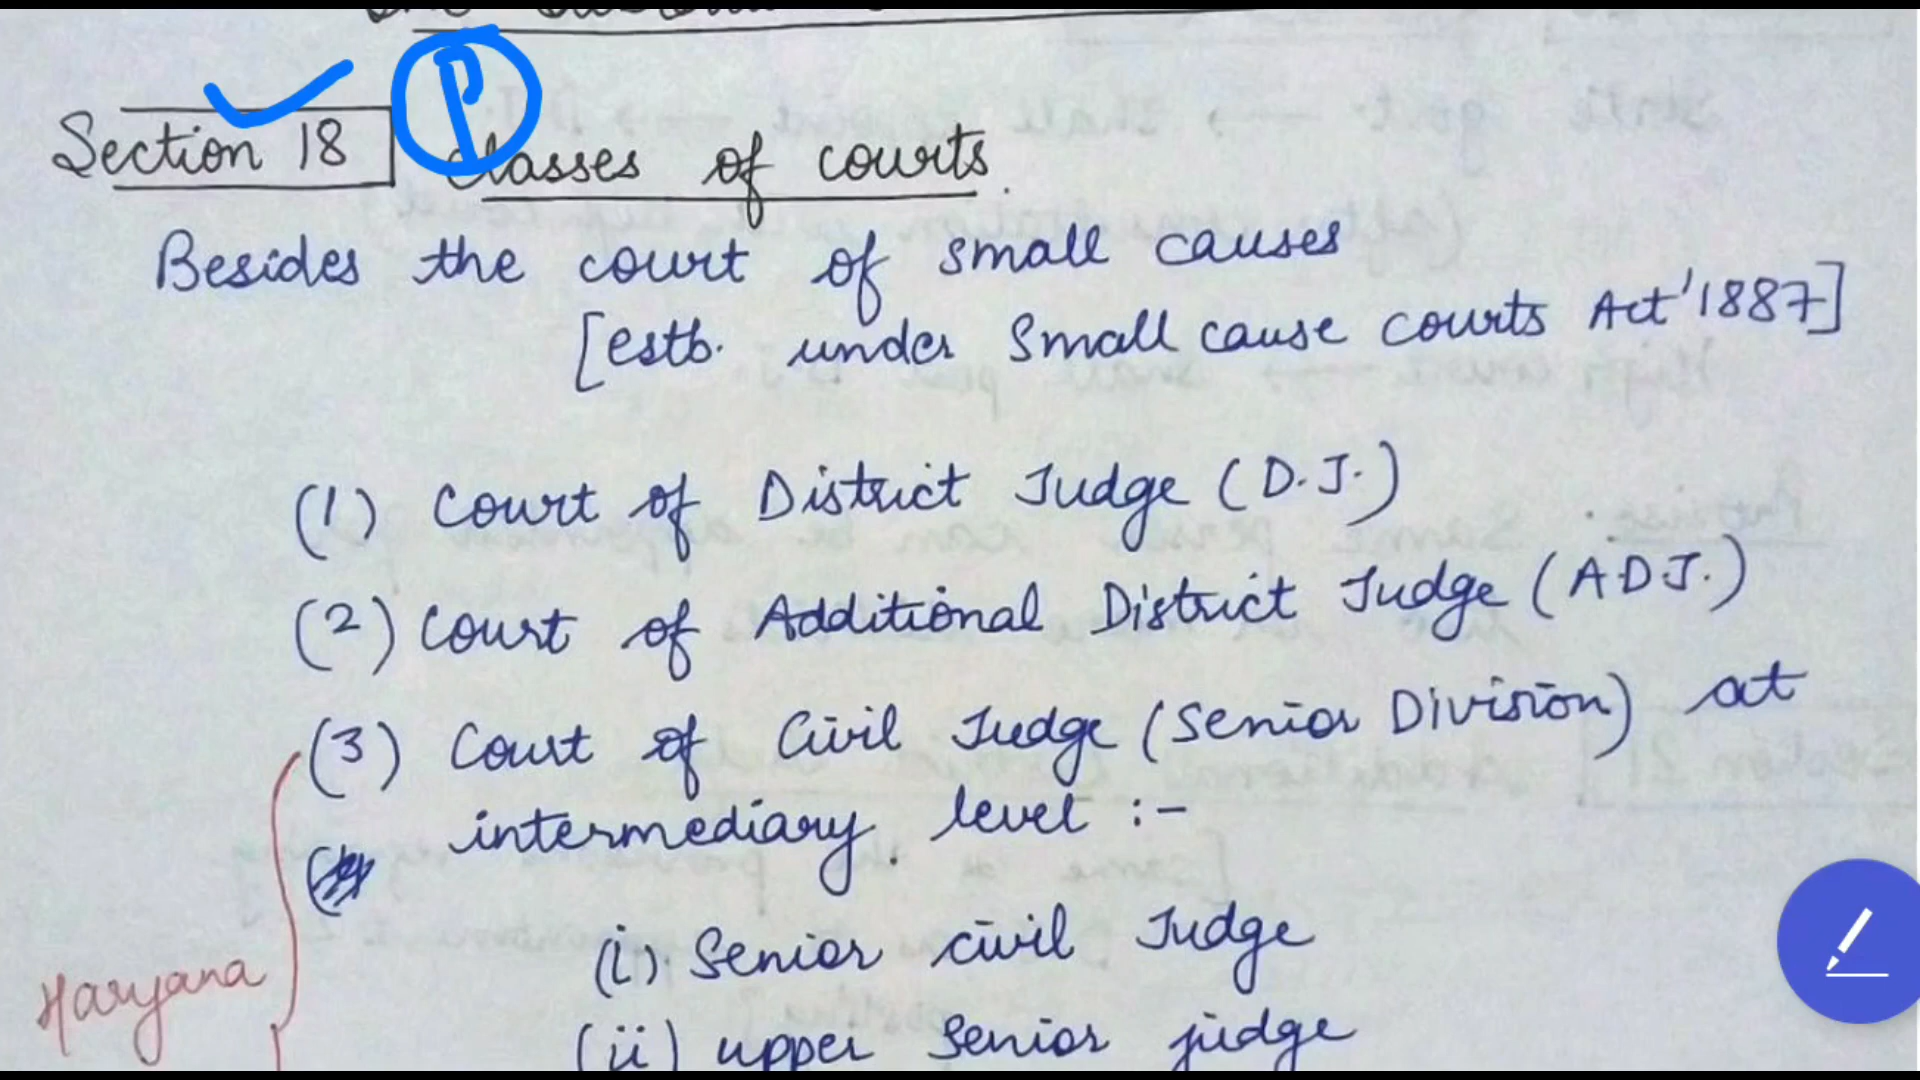 Section 18 P Classes of courts.
Besides the court of small causes
[estb. under Small cause courts Act' 1887]
(1) Court of District Judge (D.J.)
(2) Court of Additional District Judge (ADJ.)
(3) Court of Civil Judge (Senior Division) at
intermediary level :-
(i) Senior civil Judge
Haryana
(ii) upper senior judge